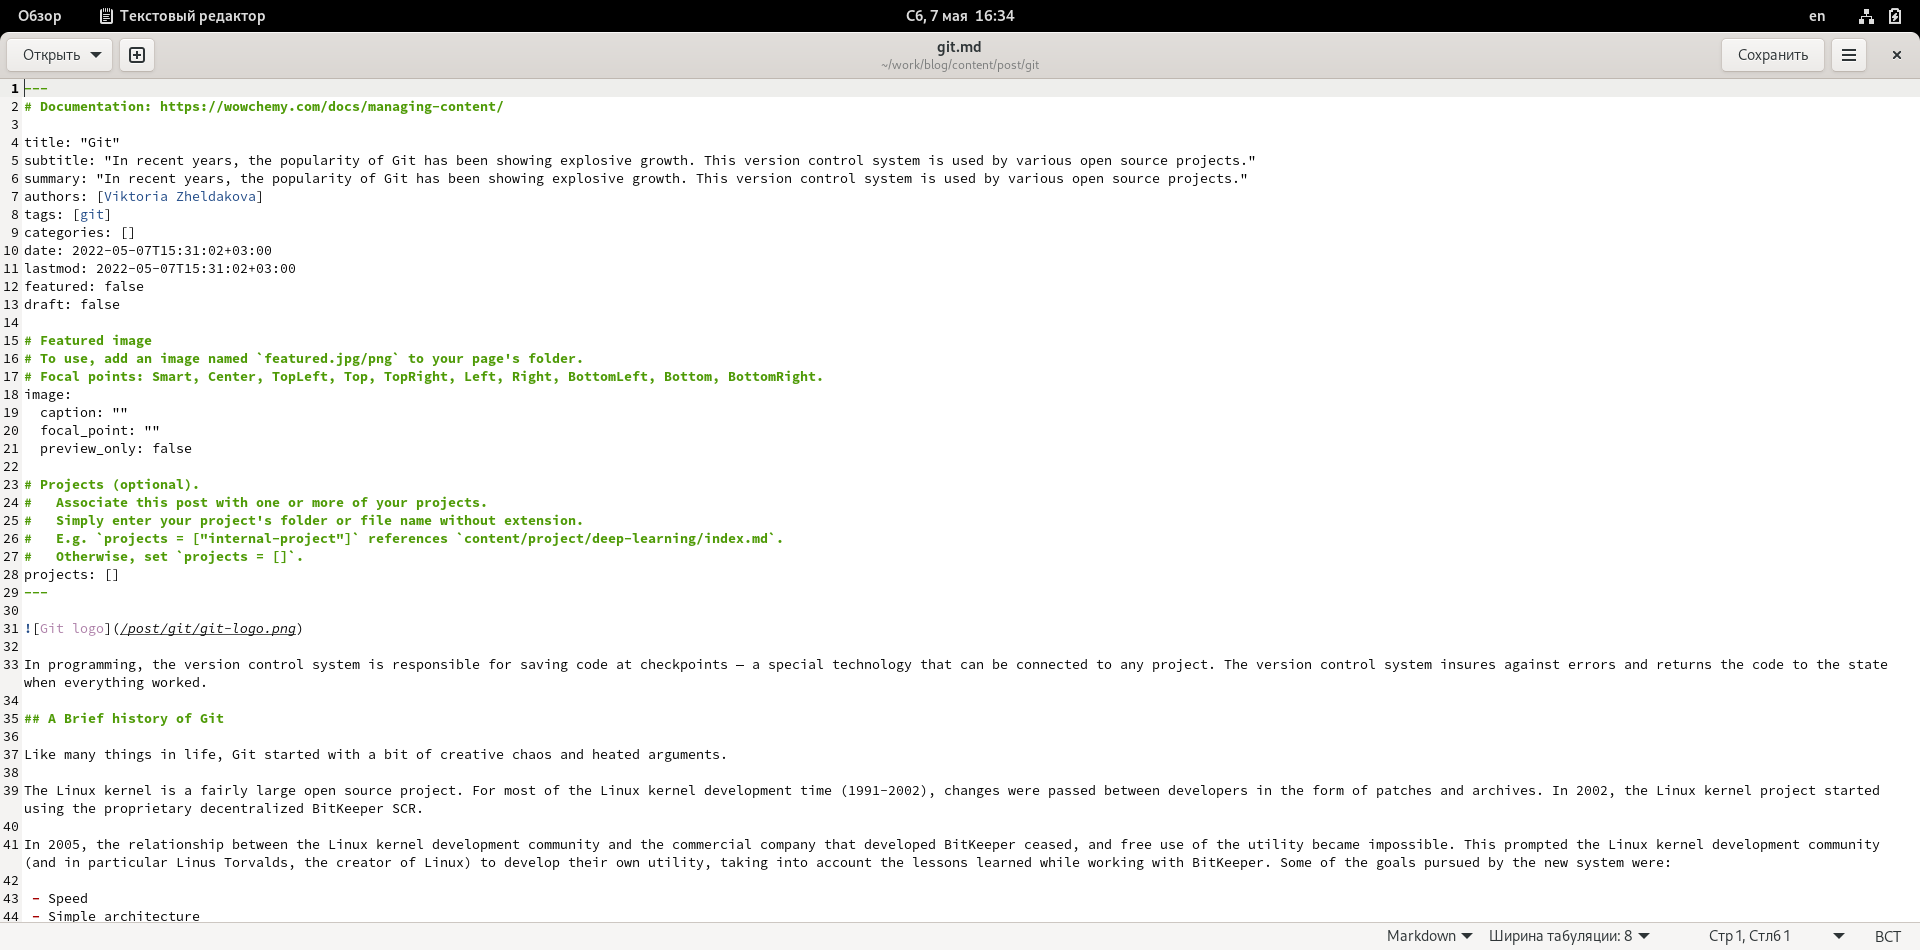 Обзор Текстовый редактор Сб, 7 мая 16:34 en
Открыть git.md Сохранить
~/work/blog/content/post/git
1 ---
2 # Documentation: https://wowchemy.com/docs/managing-content/
3
4 title: "Git"
5 subtitle: "In recent years, the popularity of Git has been showing explosive growth. This version control system is used by various open source projects."
6 summary: "In recent years, the popularity of Git has been showing explosive growth. This version control system is used by various open source projects."
7 authors: [Viktoria Zheldakova]
8 tags: [git]
9 categories: []
10 date: 2022-05-07T15:31:02+03:00
11 lastmod: 2022-05-07T15:31:02+03:00
12 featured: false
13 draft: false
14
15 # Featured image
16 # To use, add an image named `featured.jpg/png` to your page's folder.
17 # Focal points: Smart, Center, TopLeft, Top, TopRight, Left, Right, BottomLeft, Bottom, BottomRight.
18 image:
19   caption: ""
20   focal_point: ""
21   preview_only: false
22
23 # Projects (optional).
24 #   Associate this post with one or more of your projects.
25 #   Simply enter your project's folder or file name without extension.
26 #   E.g. `projects = ["internal-project"]` references `content/project/deep-learning/index.md`.
27 #   Otherwise, set `projects = []`.
28 projects: []
29 ---
30
31 ![Git logo](/post/git/git-logo.png)
32
33 In programming, the version control system is responsible for saving code at checkpoints — a special technology that can be connected to any project. The version control system insures against errors and returns the code to the state
when everything worked.
34
35 ## A Brief history of Git
36
37 Like many things in life, Git started with a bit of creative chaos and heated arguments.
38
39 The Linux kernel is a fairly large open source project. For most of the Linux kernel development time (1991-2002), changes were passed between developers in the form of patches and archives. In 2002, the Linux kernel project started
using the proprietary decentralized BitKeeper SCR.
40
41 In 2005, the relationship between the Linux kernel development community and the commercial company that developed BitKeeper ceased, and free use of the utility became impossible. This prompted the Linux kernel development community
(and in particular Linus Torvalds, the creator of Linux) to develop their own utility, taking into account the lessons learned while working with BitKeeper. Some of the goals pursued by the new system were:
42
43  - Speed
44  - Simple architecture
Markdown Ширина табуляции: 8 Стр 1, Стлб 1 ВСТ